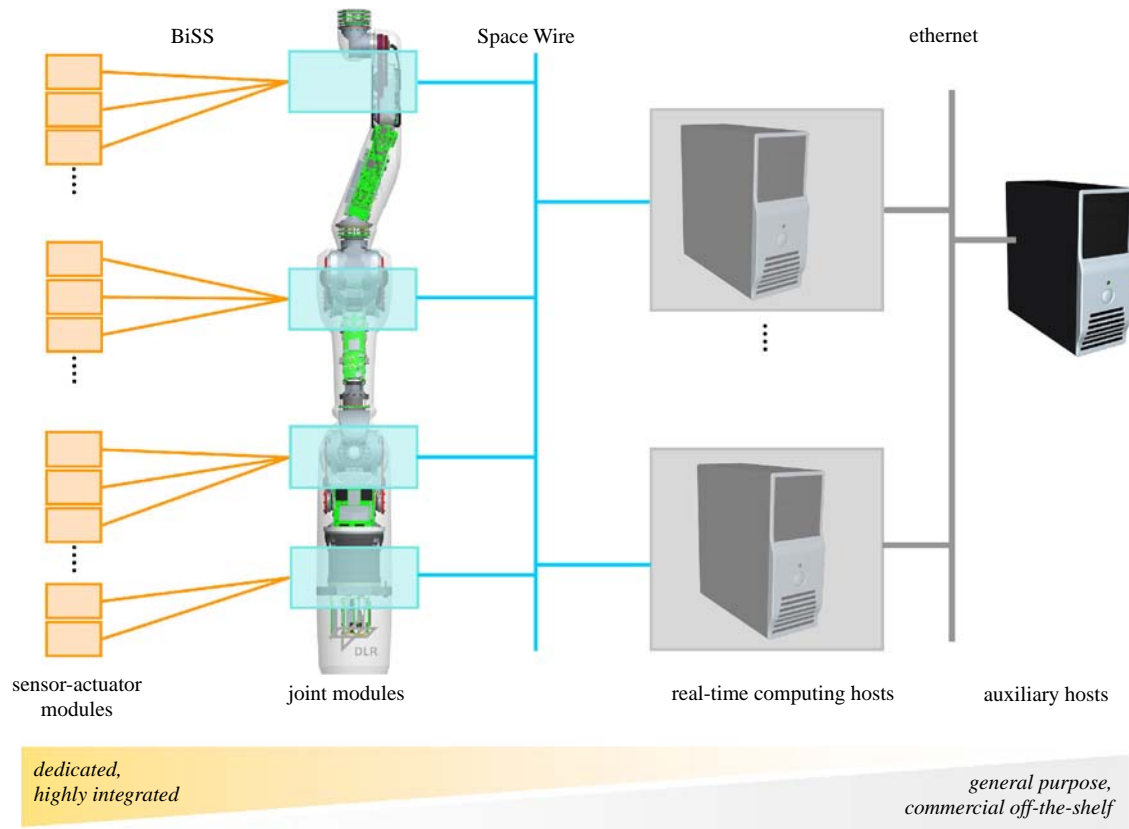 BiSS
Space Wire
ethernet
DLR
sensor-actuator
modules
joint modules
real-time computing hosts
auxiliary hosts
dedicated,
highly integrated
general purpose,
commercial off-the-shelf